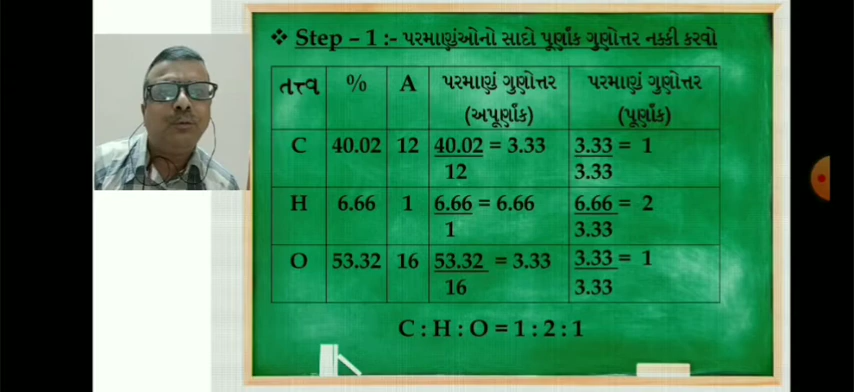 ❖ Step – 1 :- પરમાણુંઓનો સાદો પૂર્ણાંક ગુણોત્તર નક્કી કરવો
તત્ત્વ % A પરમાણું ગુણોત્તર (અપૂર્ણાંક) પરમાણું ગુણોત્તર (પૂર્ણાંક)
C 40.02 12 40.02 = 3.33 3.33 = 1
12 3.33
H 6.66 1 6.66 = 6.66 6.66 = 2
1 3.33
O 53.32 16 53.32 = 3.33 3.33 = 1
16 3.33
C : H : O = 1 : 2 : 1